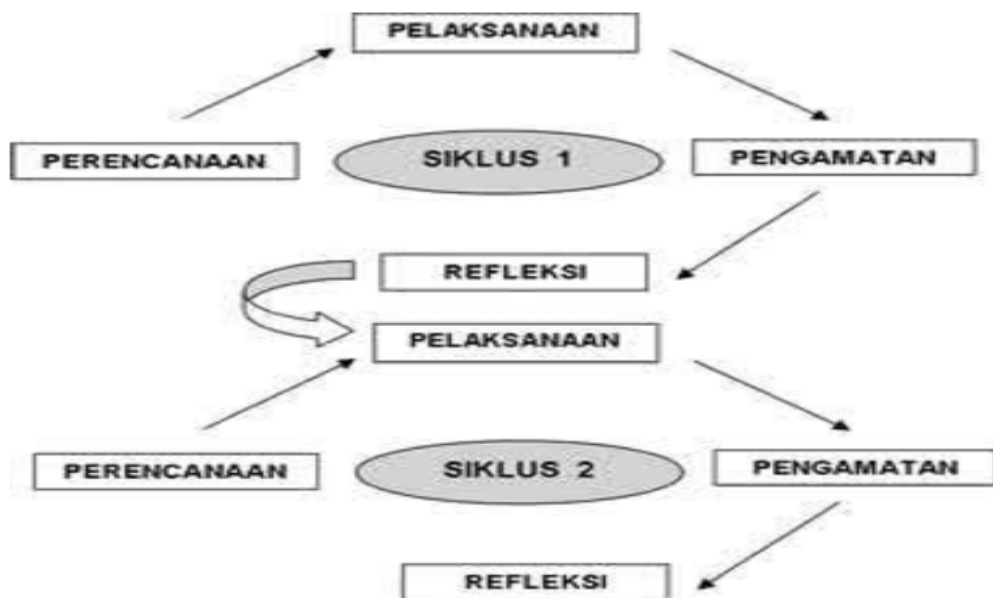 PELAKSANAAN
PERENCANAAN
SIKLUS 1
PENGAMATAN
REFLEKSI
PELAKSANAAN
PERENCANAAN
SIKLUS 2
PENGAMATAN
REFLEKSI